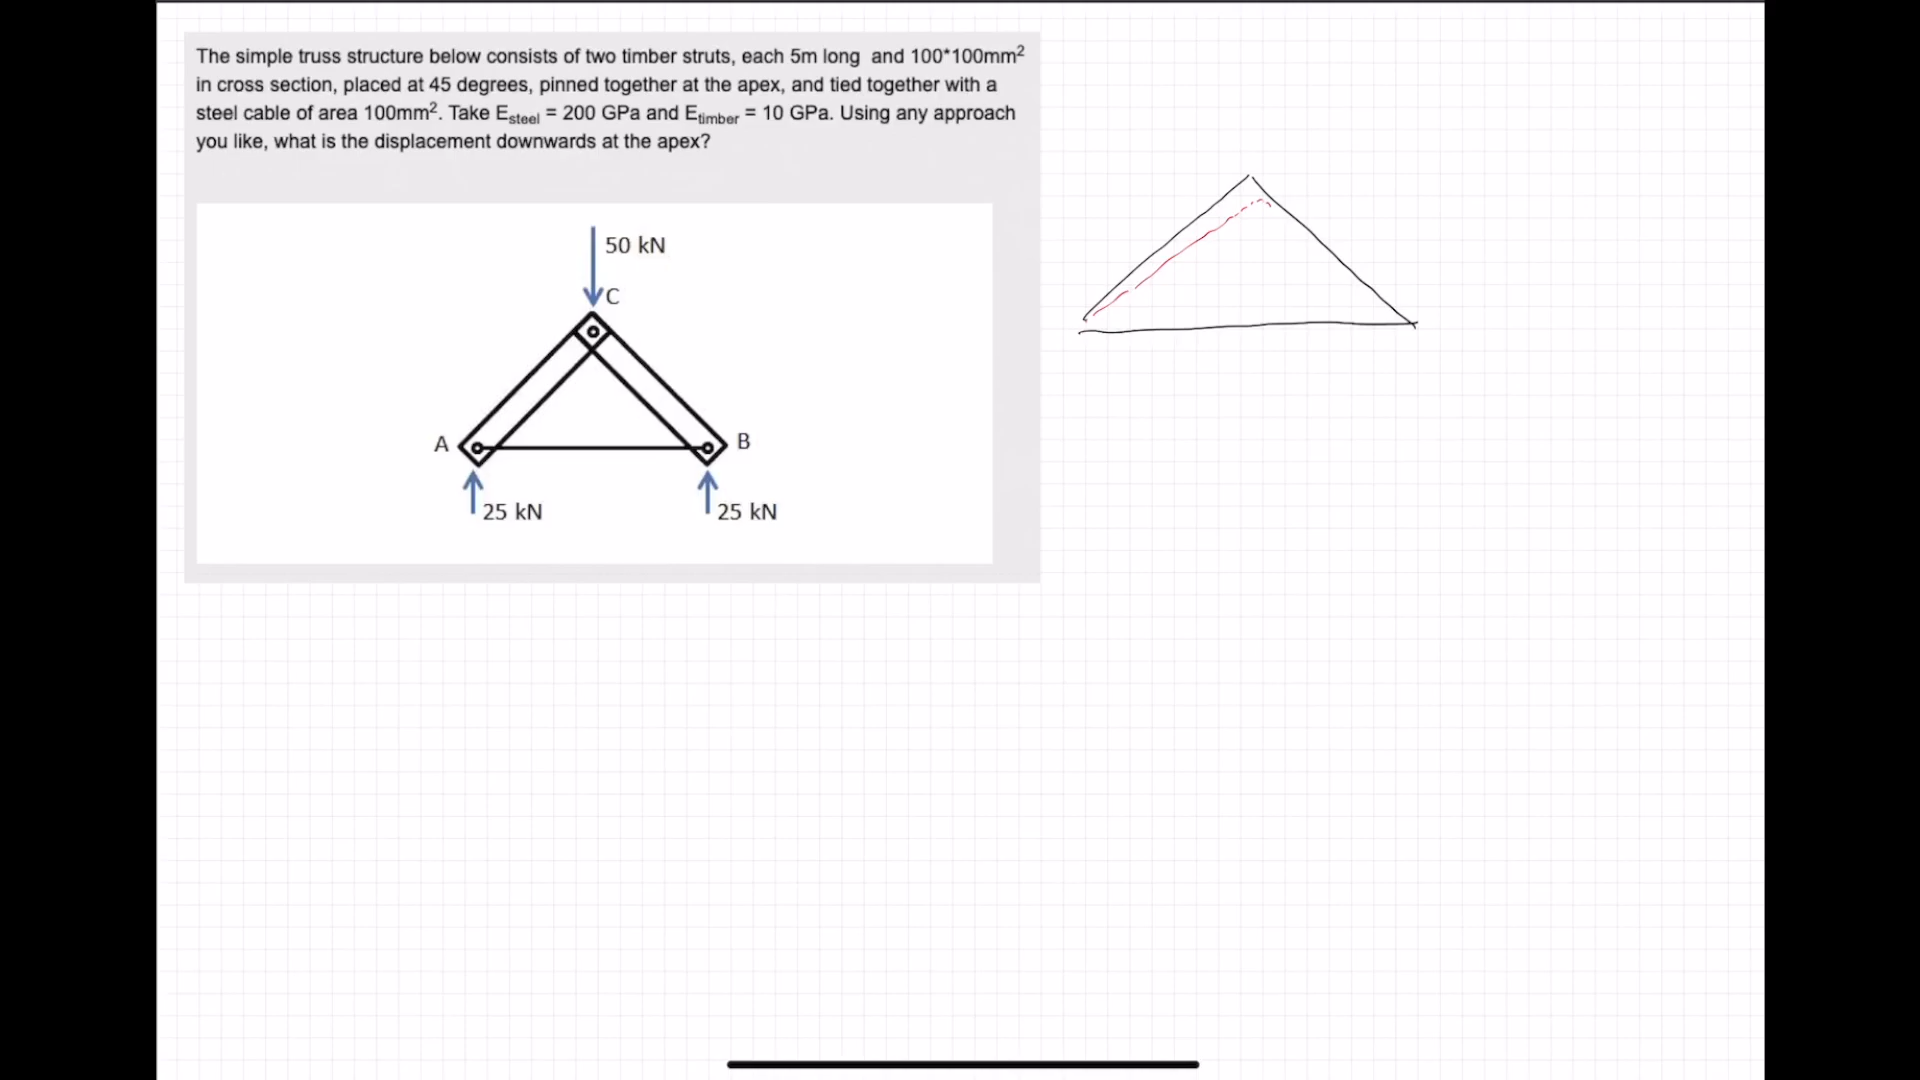 The simple truss structure below consists of two timber struts, each 5m long and 100*100mm²
in cross section, placed at 45 degrees, pinned together at the apex, and tied together with a
steel cable of area 100mm². Take Esteel = 200 GPa and Etimber = 10 GPa. Using any approach
you like, what is the displacement downwards at the apex?
50 kN
C
A
B
25 kN
25 kN